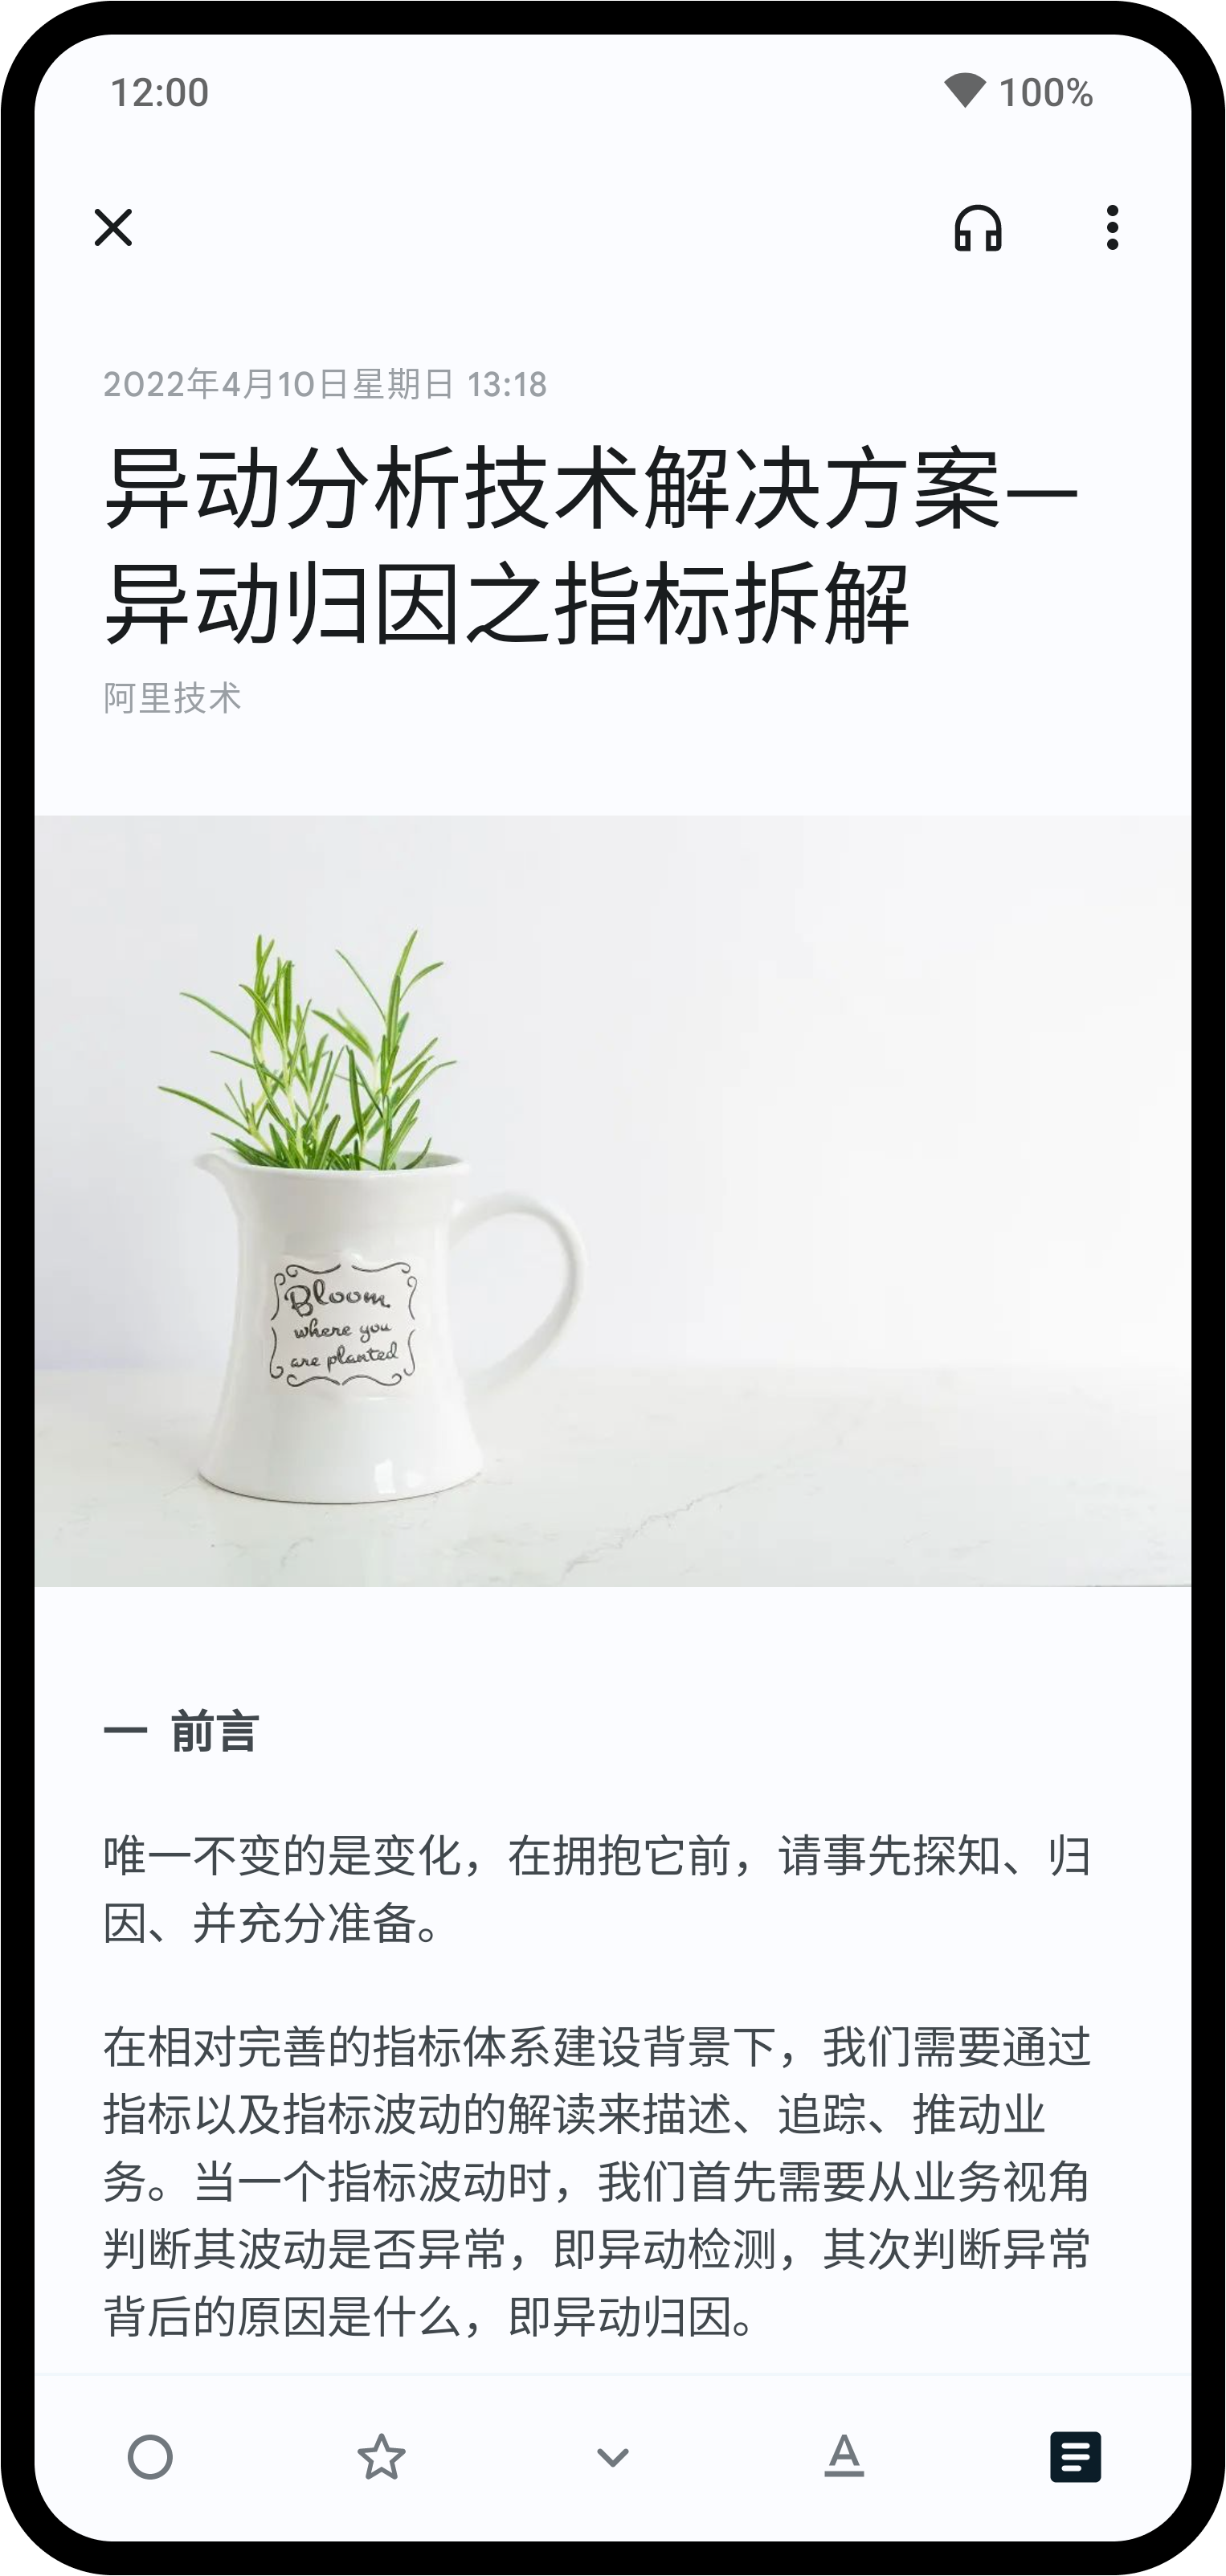 12:00 100%
2022年4月10日星期日 13:18
异动分析技术解决方案—
异动归因之指标拆解
阿里技术
Bloom
where you
are planted
一 前言
唯一不变的是变化，在拥抱它前，请事先探知、归
因、并充分准备。
在相对完善的指标体系建设背景下，我们需要通过
指标以及指标波动的解读来描述、追踪、推动业
务。当一个指标波动时，我们首先需要从业务视角
判断其波动是否异常，即异动检测，其次判断异常
背后的原因是什么，即异动归因。